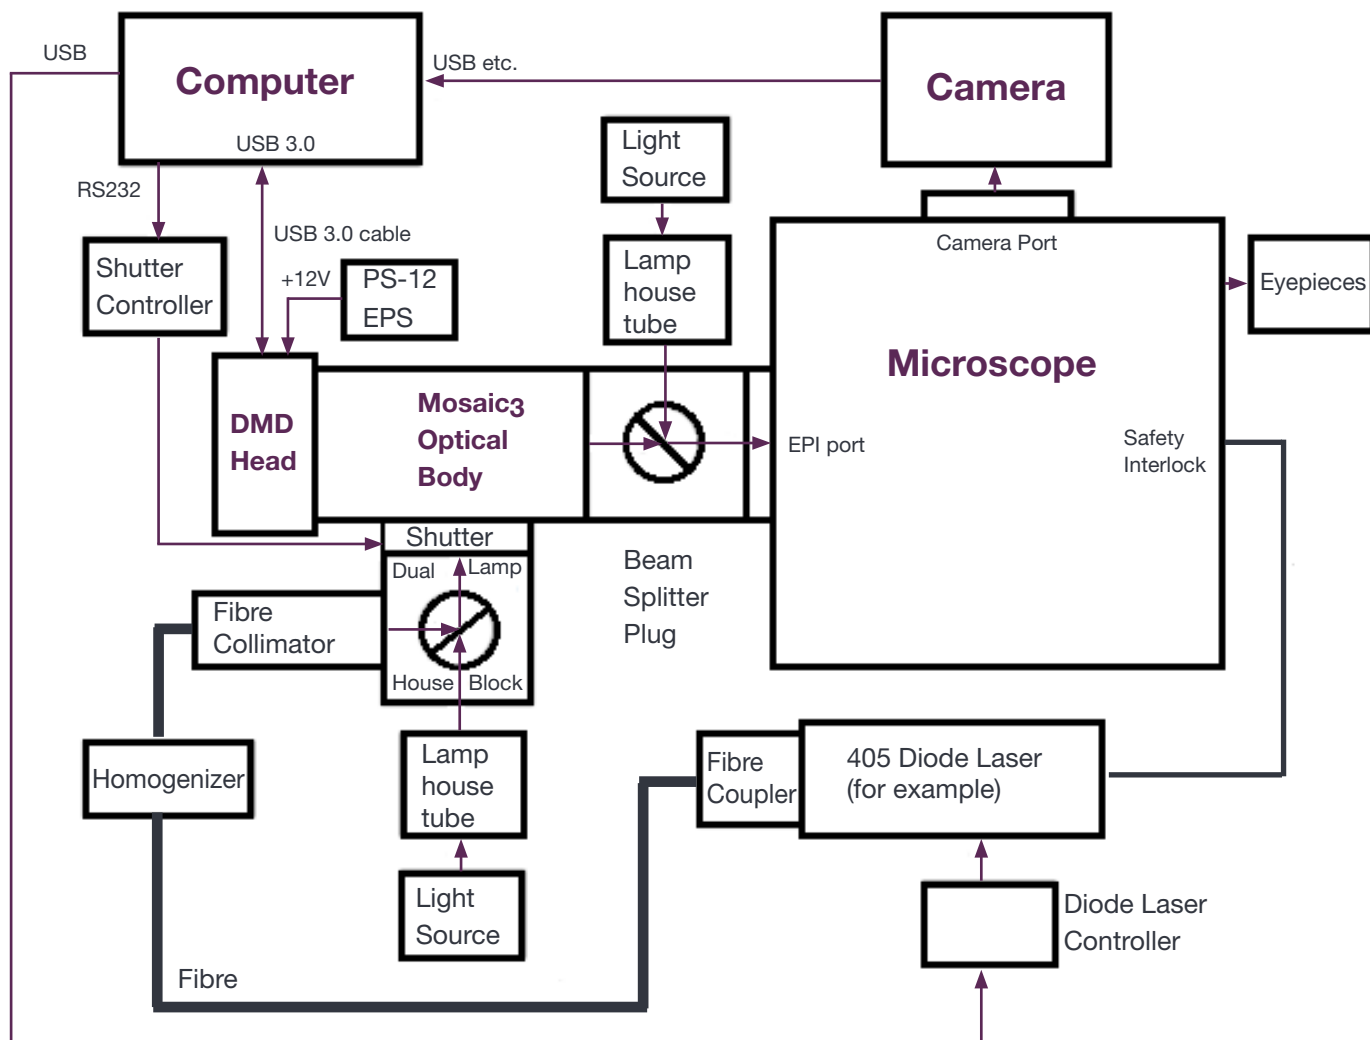 USB
Computer
USB etc.
Camera
USB 3.0
Light
Source
RS232
USB 3.0 cable
Camera Port
Shutter
Controller
+12V
PS-12
EPS
Lamp
house
tube
Eyepieces
Microscope
DMD
Head
Mosaic3
Optical
Body
EPI port
Safety
Interlock
Shutter
Dual Lamp
House Block
Beam
Splitter
Plug
Fibre
Collimator
Homogenizer
Lamp
house
tube
Fibre
Coupler
405 Diode Laser
(for example)
Light
Source
Diode Laser
Controller
Fibre